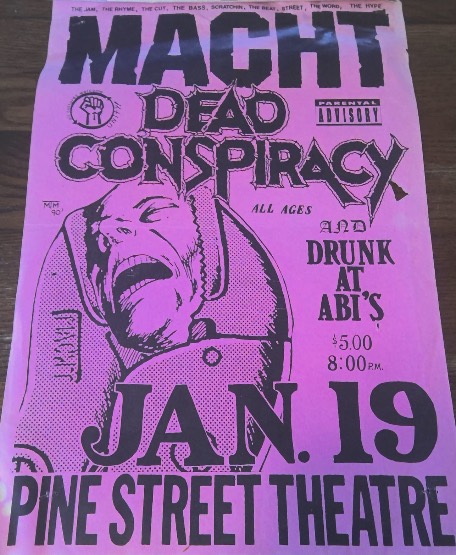 THE JAM, THE RHYME, THE CUT, THE BASS, SCRATCHIN', THE BEAT, STREET, THE WORD, THE HYPE
MACHT
DEAD
CONSPIRACY
PARENTAL
ADVISORY
M/M
90'
ALL AGES
AND
DRUNK
AT
ABI'S
$5.00
8:00 P.M.
JAN. 19
PINE STREET THEATRE